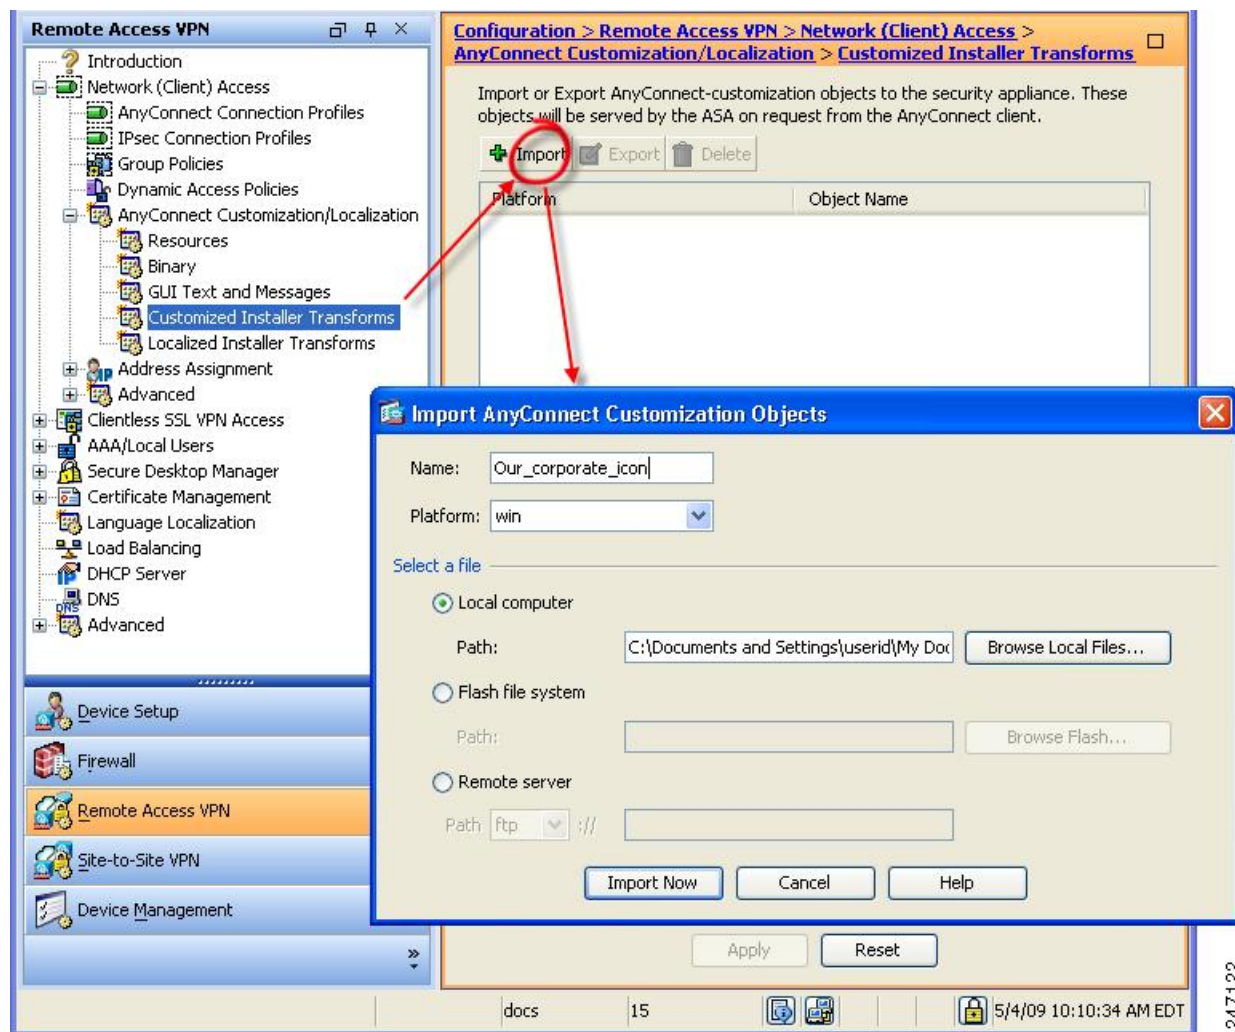 Remote Access VPN
Introduction
Network (Client) Access
AnyConnect Connection Profiles
IPsec Connection Profiles
Group Policies
Dynamic Access Policies
AnyConnect Customization/Localization
Resources
Binary
GUI Text and Messages
Customized Installer Transforms
Localized Installer Transforms
Address Assignment
Advanced
Clientless SSL VPN Access
AAA/Local Users
Secure Desktop Manager
Certificate Management
Language Localization
Load Balancing
DHCP Server
DNS
Advanced
Device Setup
Firewall
Remote Access VPN
Site-to-Site VPN
Device Management
Configuration > Remote Access VPN > Network (Client) Access >
AnyConnect Customization/Localization > Customized Installer Transforms
Import or Export AnyConnect-customization objects to the security appliance. These
objects will be served by the ASA on request from the AnyConnect client.
Import Export Delete
Platform Object Name
Import AnyConnect Customization Objects
Name: Our_corporate_icon
Platform: win
Select a file
Local computer
Path: C:\Documents and Settings\userid\My Doc Browse Local Files...
Flash file system
Path: Browse Flash...
Remote server
Path ftp ://
Import Now Cancel Help
Apply Reset
docs 15 5/4/09 10:10:34 AM EDT
247122